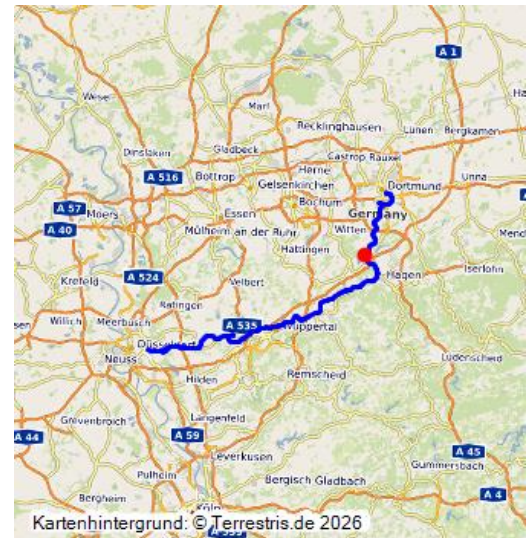 A 1
Wesel
Marl
Recklinghausen
Lünen
Bergkamen
Dinslaken
Gladbeck
Castrop Rauxel
Herne
A 516
Bottrop
Gelsenkirchen
Dortmund
Unna
A 57
Moers
Essen
Bochum
Germany
A 40
Mülheim an der Ruhr
Witten
Hattingen
A 524
Velbert
Hagen
Iserlohn
Krefeld
Ratingen
Willich
Meerbusch
A 535
Wuppertal
Düsseldorf
Neuss
Hilden
Remscheid
Lüdenscheid
Langenfeld
Grevenbroich
A 44
A 59
Leverkusen
A 45
Gummersbach
Pulheim
Bergisch Gladbach
A 4
Bergheim
Köln
Kartenhintergrund: © Terrestris.de 2026